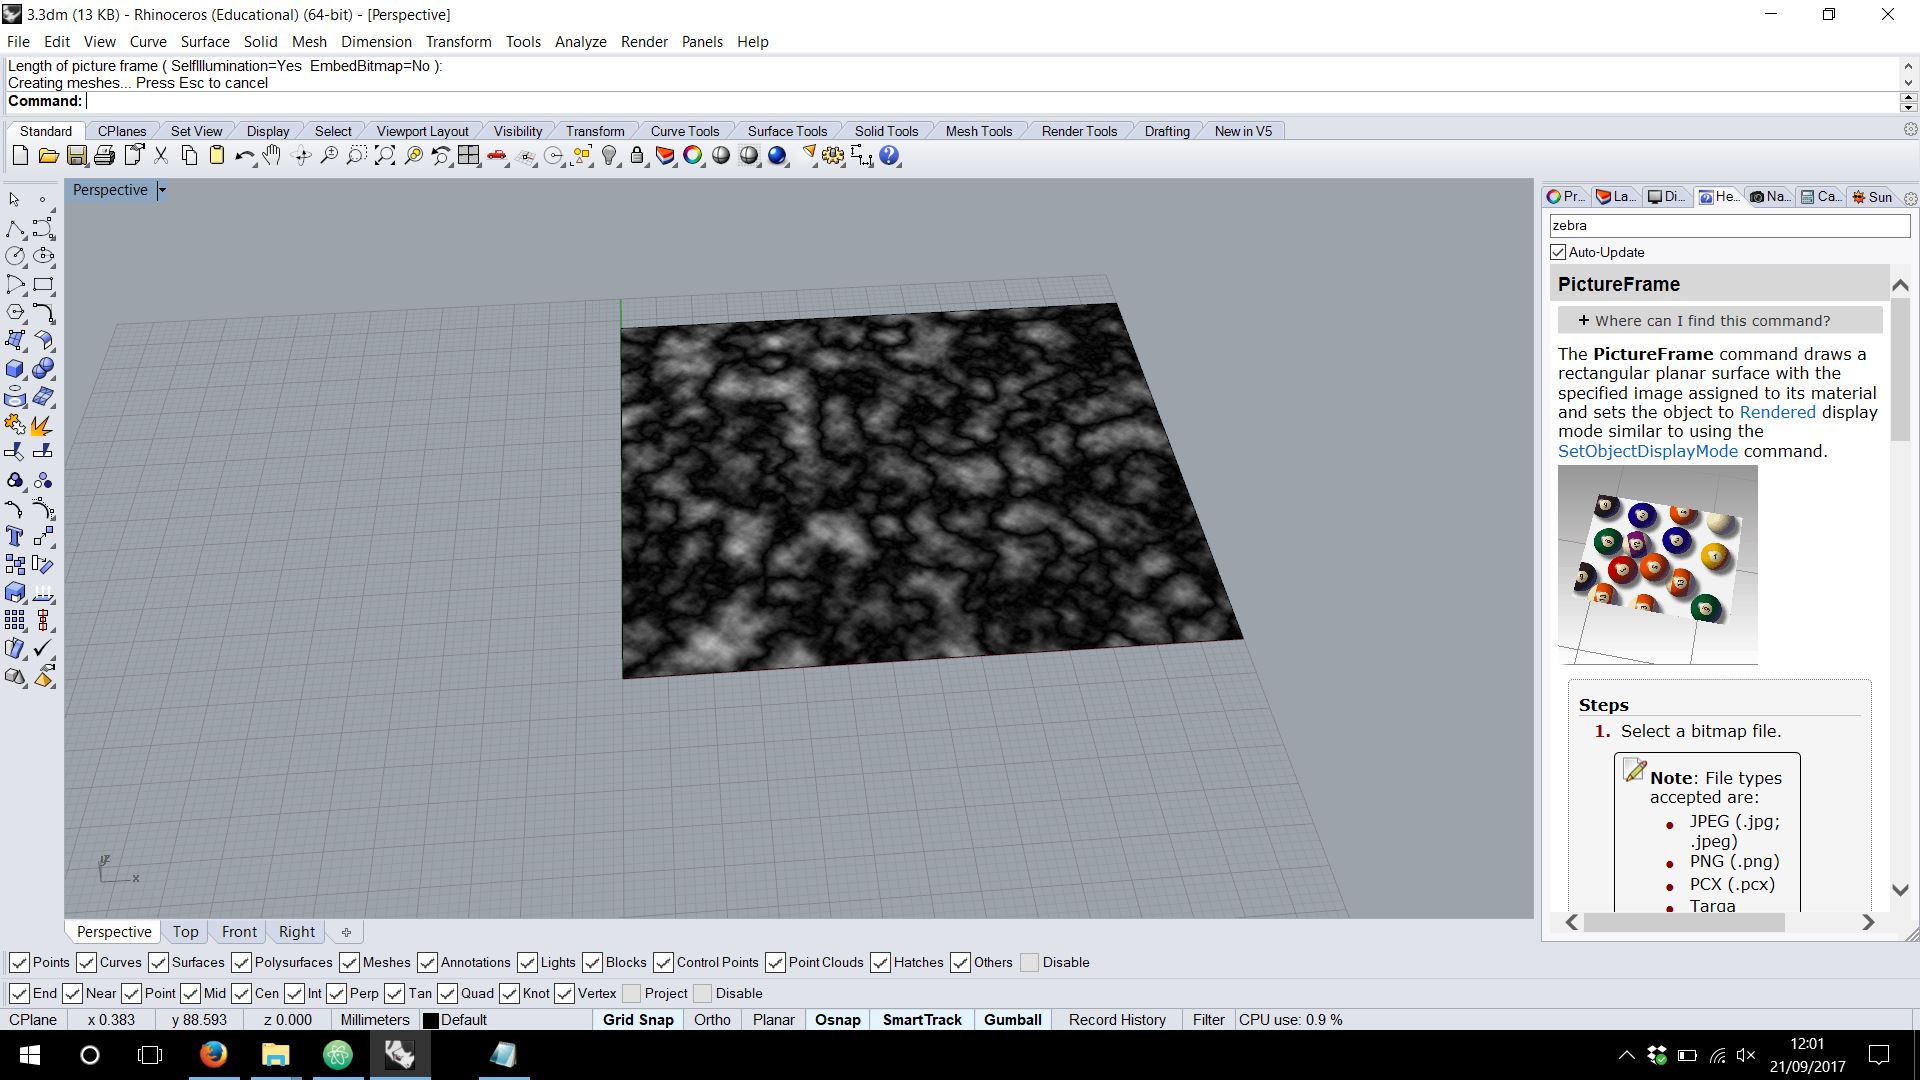 3.3dm (13 KB) - Rhinoceros (Educational) (64-bit) - [Perspective]
File Edit View Curve Surface Solid Mesh Dimension Transform Tools Analyze Render Panels Help
Length of picture frame ( SelfIllumination=Yes EmbedBitmap=No ):
Creating meshes... Press Esc to cancel
Command:
Standard CPlanes Set View Display Select Viewport Layout Visibility Transform Curve Tools Surface Tools Solid Tools Mesh Tools Render Tools Drafting New in V5
Perspective
Pr... La... Di... He... Na... Ca... Sun
zebra
Auto-Update
PictureFrame
+ Where can I find this command?
The PictureFrame command draws a
rectangular planar surface with the
specified image assigned to its material
and sets the object to Rendered display
mode similar to using the
SetObjectDisplayMode command.
Steps
1. Select a bitmap file.
Note: File types
accepted are:
JPEG (.jpg;
.jpeg)
PNG (.png)
PCX (.pcx)
Targa
x
Perspective Top Front Right
Points Curves Surfaces Polysurfaces Meshes Annotations Lights Blocks Control Points Point Clouds Hatches Others Disable
End Near Point Mid Cen Int Perp Tan Quad Knot Vertex Project Disable
CPlane x 0.383 y 88.593 z 0.000 Millimeters Default Grid Snap Ortho Planar Osnap SmartTrack Gumball Record History Filter CPU use: 0.9 %
12:01
21/09/2017